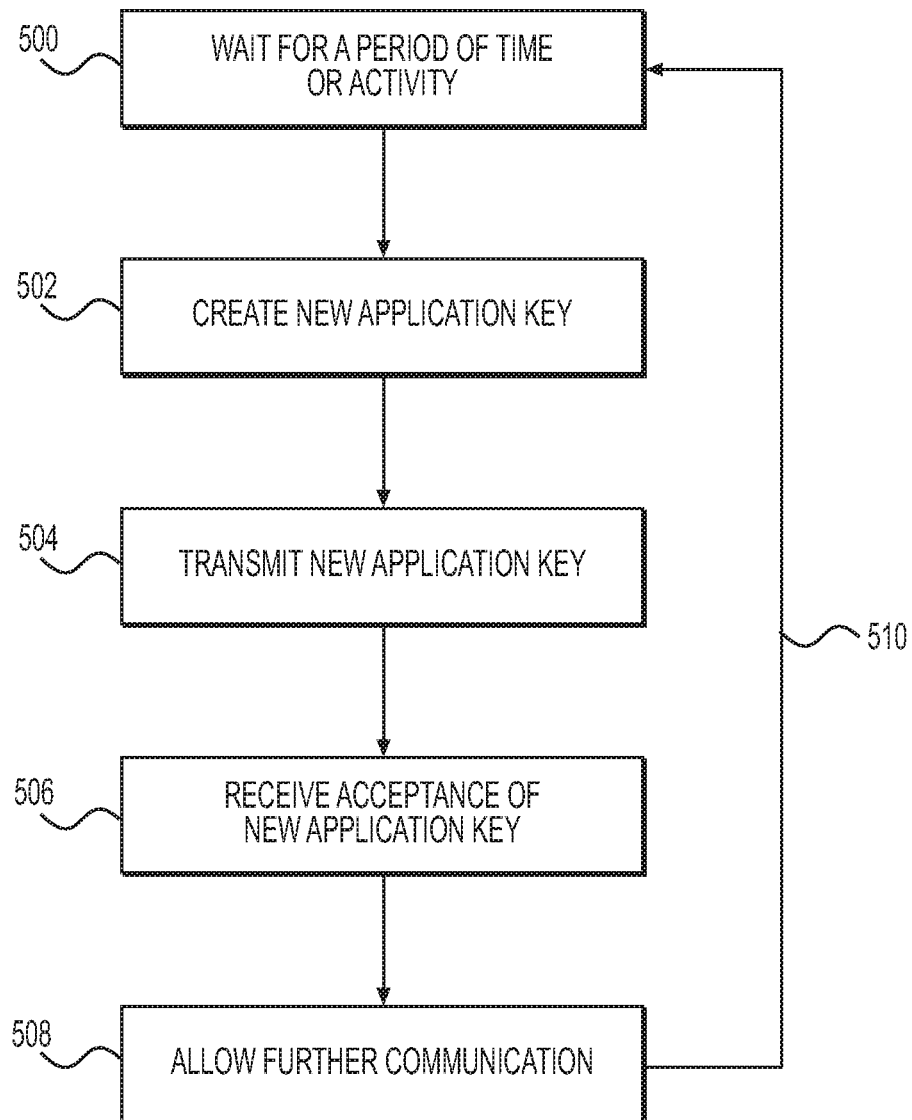 500
WAIT FOR A PERIOD OF TIME
OR ACTIVITY
502
CREATE NEW APPLICATION KEY
504
TRANSMIT NEW APPLICATION KEY
510
506
RECEIVE ACCEPTANCE OF
NEW APPLICATION KEY
508
ALLOW FURTHER COMMUNICATION